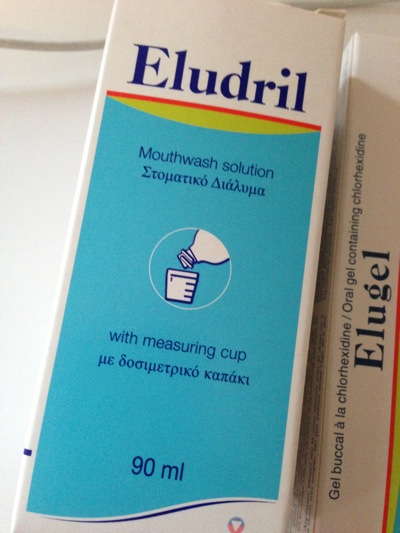 Eludril
Mouthwash solution
Στοματικό Διάλυμα
with measuring cup
με δοσιμετρικό καπάκι
90 ml
Gel buccal à la chlorhexidine / Oral gel containing chlorhexidine
Elugel